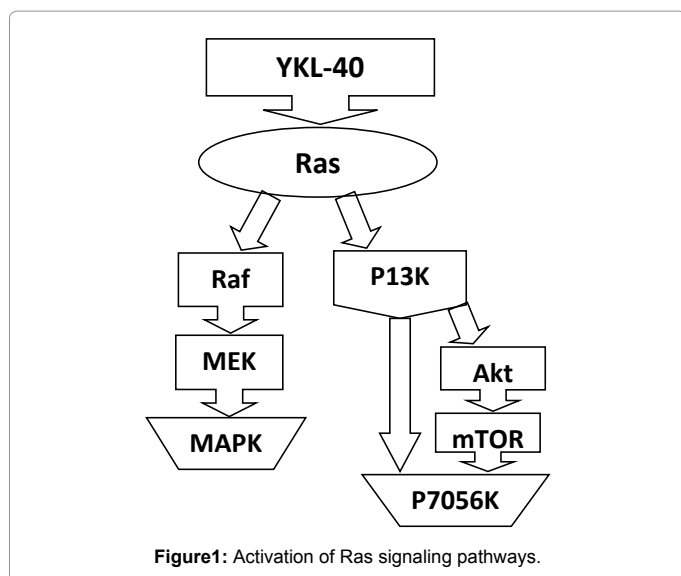 YKL-40
Ras
Raf
P13K
MEK
Akt
MAPK
mTOR
P7056K
Figure1: Activation of Ras signaling pathways.